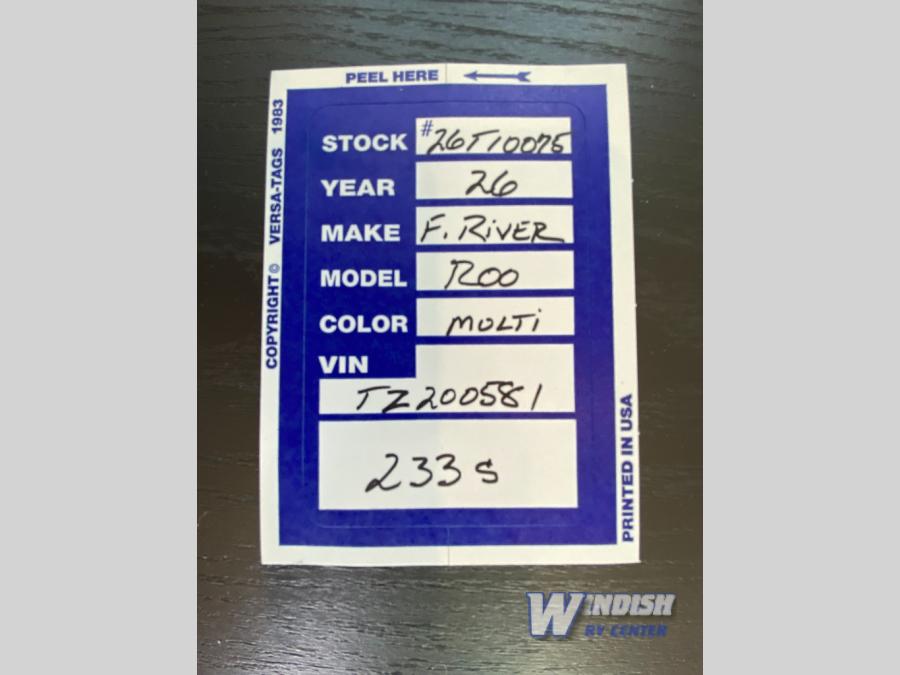 PEEL HERE
COPYRIGHT© VERSA-TAGS 1983
STOCK #26T10075
YEAR 26
MAKE F. RIVER
MODEL ROO
COLOR MULTI
VIN
TZ200581
233s
PRINTED IN USA
WINDISH
RV CENTER